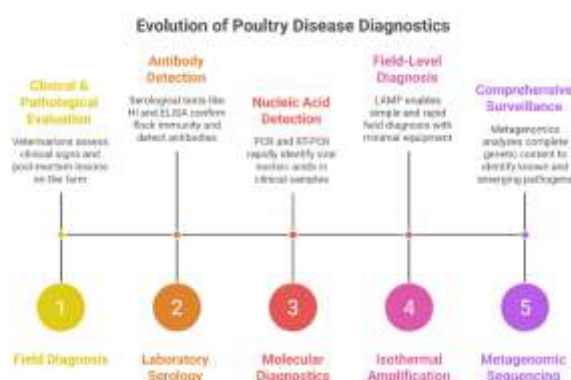 Evolution of Poultry Disease Diagnostics
Clinical &
Pathological
Evaluation
Veterinarians assess
clinical signs and
post-mortem lesions
on the farm
Antibody
Detection
Serological tests like
HI and ELISA confirm
flock immunity and
detect antibodies
Nucleic Acid
Detection
PCR and RT-PCR
rapidly identify viral
nucleic acids in
clinical samples
Field-Level
Diagnosis
LAMP enables
simple and rapid
field diagnosis with
minimal equipment
Comprehensive
Surveillance
Metagenomics
analyzes complete
genetic content to
identify known and
emerging pathogens
1
2
3
4
5
Field Diagnosis
Laboratory
Serology
Molecular
Diagnostics
Isothermal
Amplification
Metagenomic
Sequencing